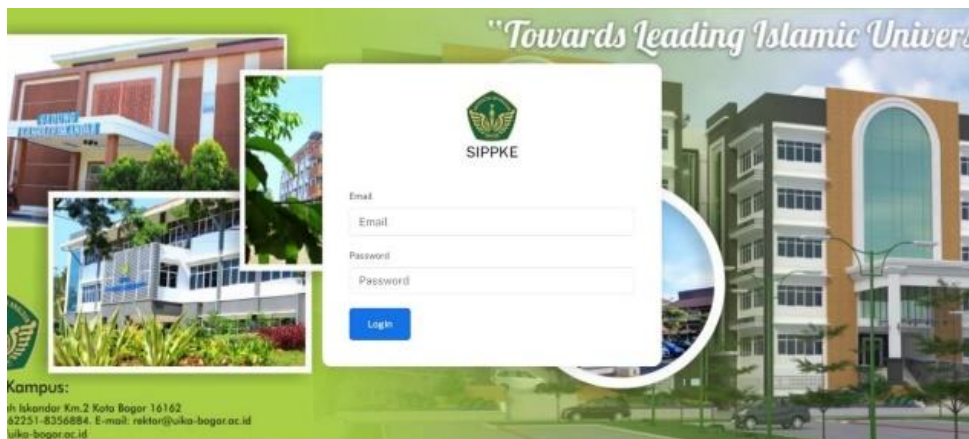 "Towards Leading Islamic Univers
GEDUNG
SIPPKE
Email
Email
Password
Password
Login
Kampus:
h Iskandar Km.2 Kota Bogor 16162
62251-8356884. E-mail: rektor@uika-bogor.ac.id
uika-bogor.ac.id